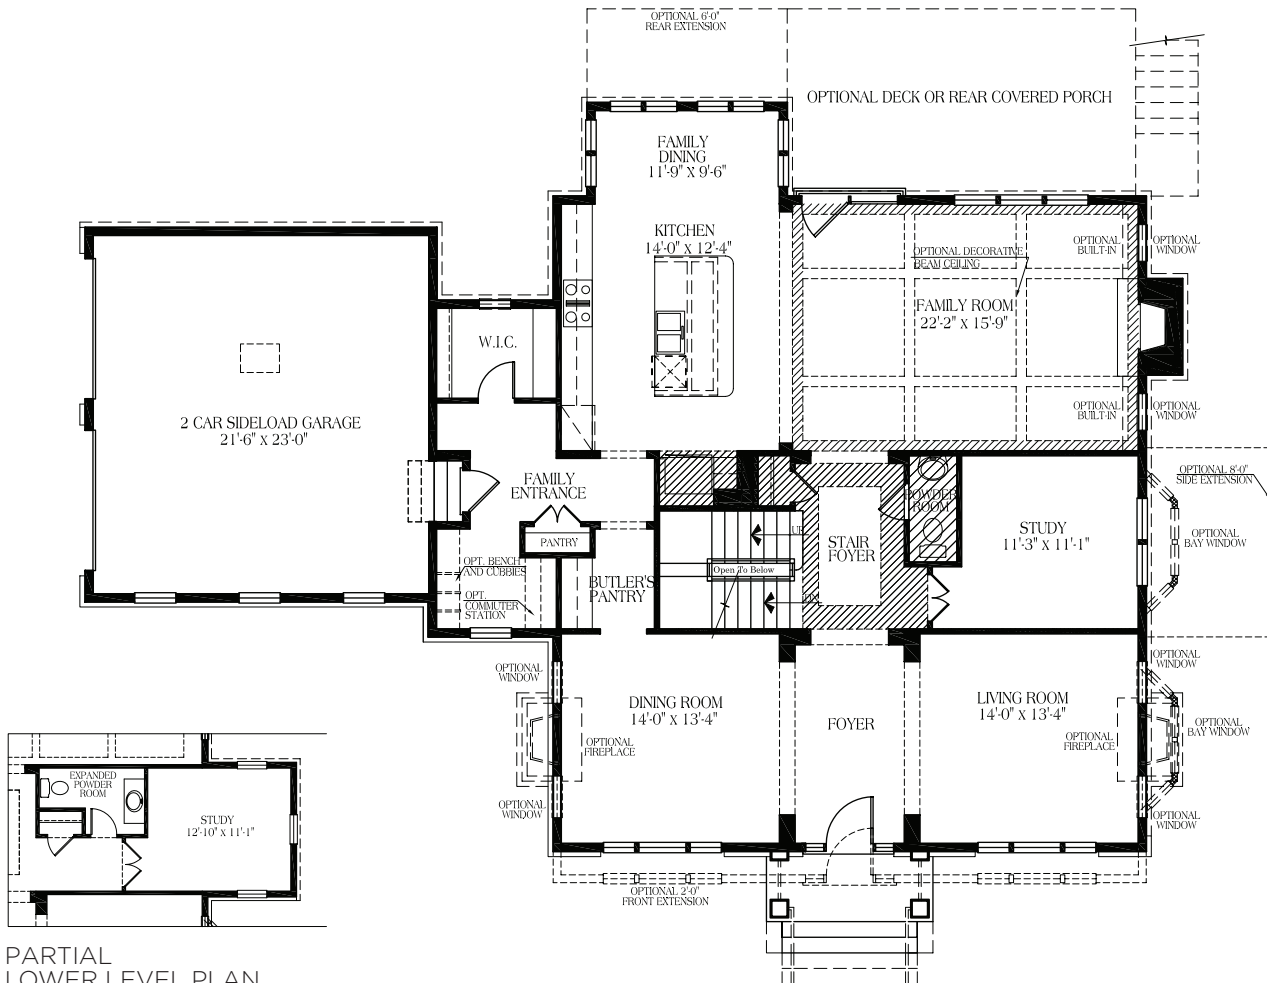 OPTIONAL 6'-0"
REAR EXTENSION
OPTIONAL DECK OR REAR COVERED PORCH
FAMILY
DINING
11'-9" X 9'-6"
KITCHEN
14'-0" X 12'-4"
OPTIONAL
BUILT-IN
OPTIONAL
WINDOW
OPTIONAL DECORATIVE
BEAM CEILING
FAMILY ROOM
22'-2" X 15'-9"
W.I.C.
OPTIONAL
BUILT-IN
OPTIONAL
WINDOW
2 CAR SIDELOAD GARAGE
21'-6" X 23'-0"
FAMILY
ENTRANCE
OPTIONAL 8'-0"
SIDE EXTENSION
POWDER
ROOM
STUDY
11'-3" X 11'-1"
UP
STAIR
FOYER
OPTIONAL
BAY WINDOW
PANTRY
OPT. BENCH
AND CUBBIES
Open To Below
BUTLER'S
PANTRY
OPT.
COMMUTER
STATION
DN
OPTIONAL
WINDOW
OPTIONAL
WINDOW
DINING ROOM
14'-0" X 13'-4"
FOYER
LIVING ROOM
14'-0" X 13'-4"
OPTIONAL
FIREPLACE
OPTIONAL
FIREPLACE
OPTIONAL
BAY WINDOW
OPTIONAL
WINDOW
OPTIONAL
WINDOW
EXPANDED
POWDER
ROOM
STUDY
12'-10" X 11'-1"
OPTIONAL 2'-0"
FRONT EXTENSION
PARTIAL
LOWER LEVEL PLAN